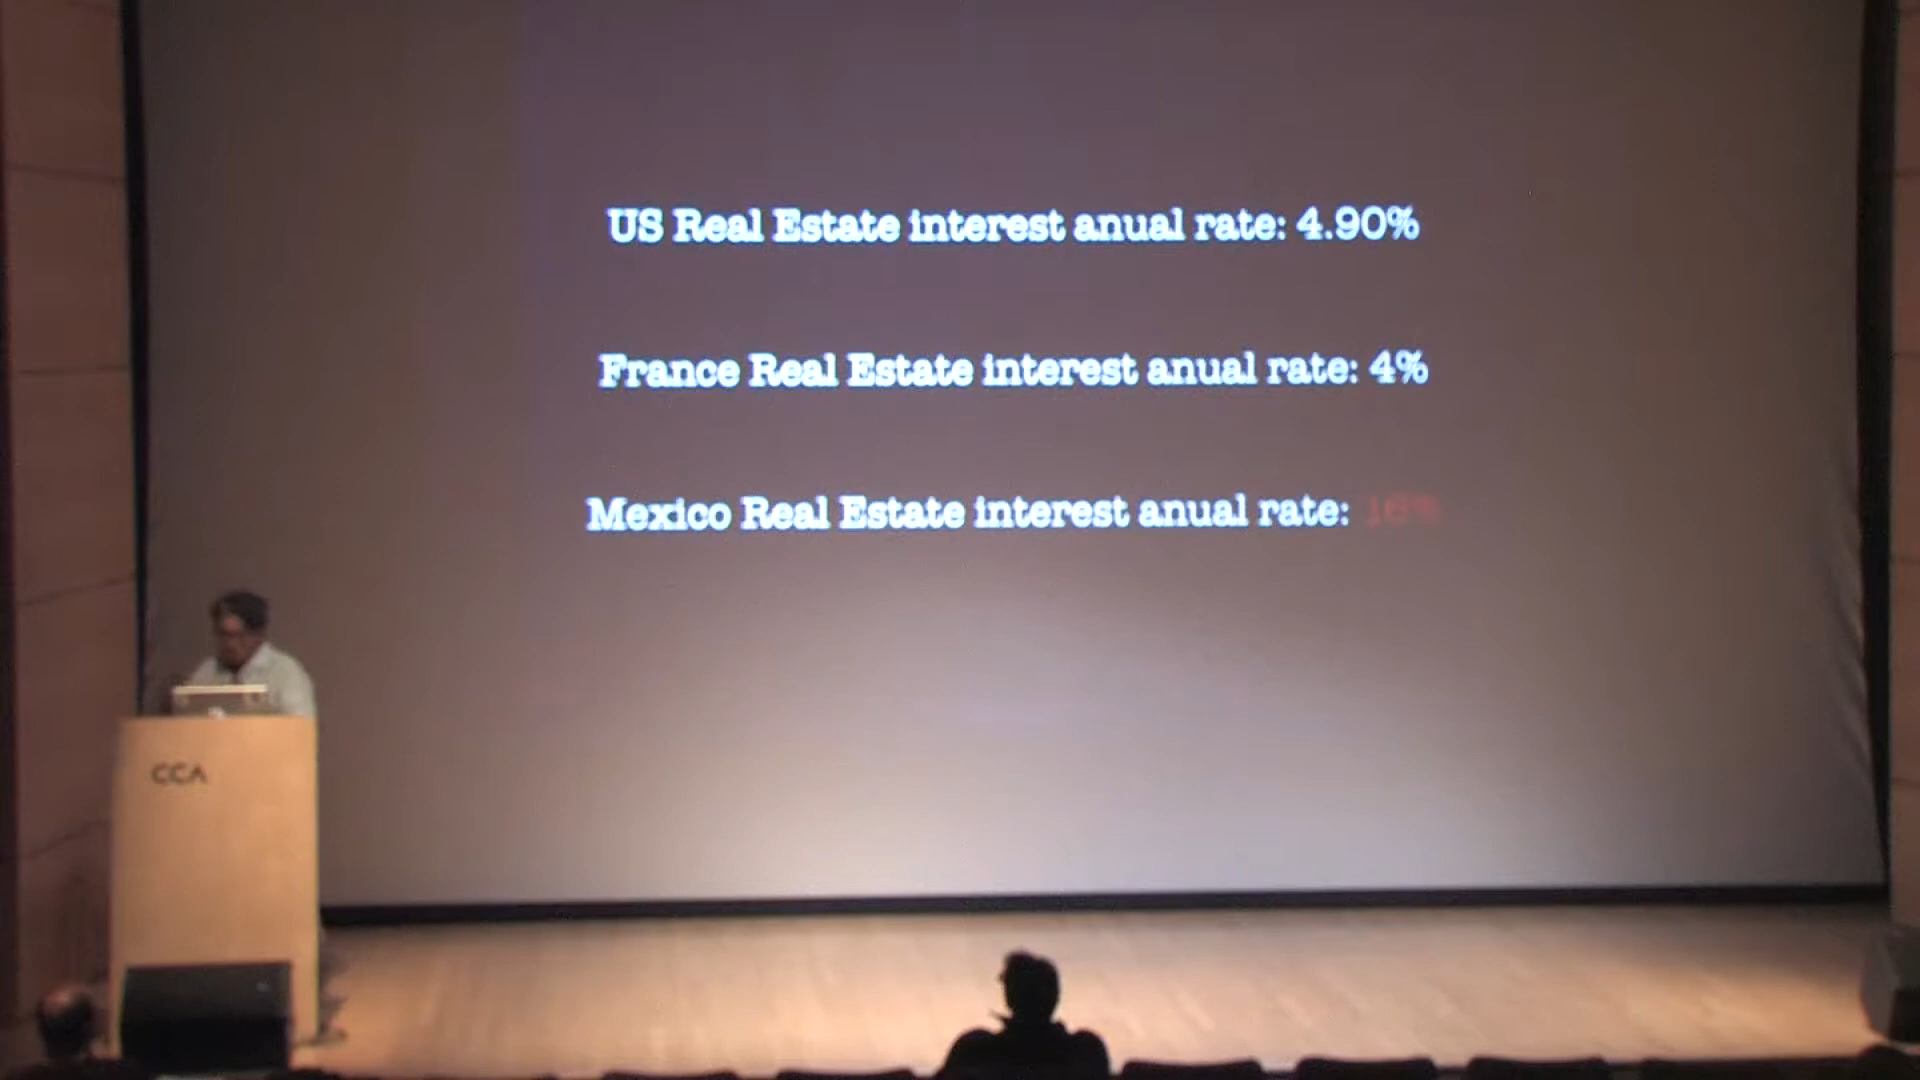 US Real Estate interest anual rate: 4.90%
France Real Estate interest anual rate: 4%
Mexico Real Estate interest anual rate: 16%
CCA